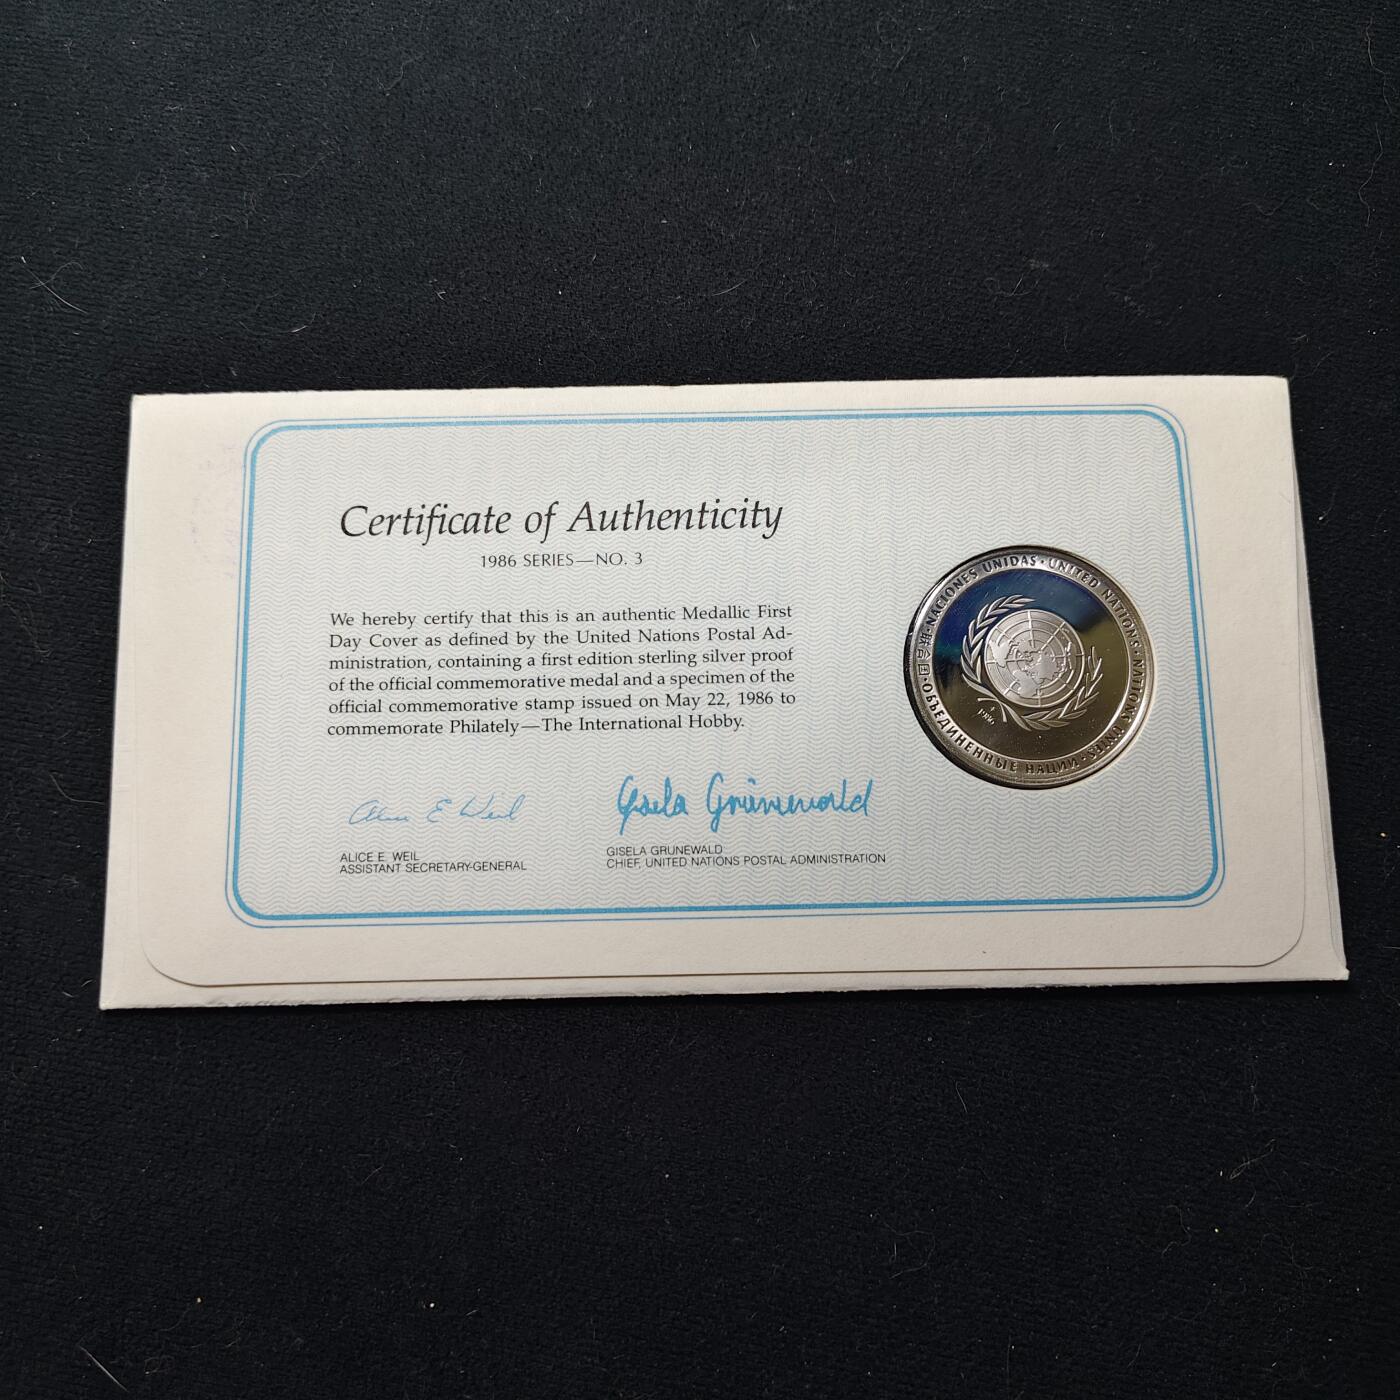 Certificate of Authenticity
1986 SERIES—NO. 3
We hereby certify that this is an authentic Medallic First
Day Cover as defined by the United Nations Postal Ad-
ministration, containing a first edition sterling silver proof
of the official commemorative medal and a specimen of the
official commemorative stamp issued on May 22, 1986 to
commemorate Philately—The International Hobby.
Alice E Weil
Gisela Grünewald
ALICE E. WEIL
ASSISTANT SECRETARY-GENERAL
GISELA GRUNEWALD
CHIEF, UNITED NATIONS POSTAL ADMINISTRATION
NACIONES UNIDAS · UNITED NATIONS · NATIONS UNIES · ОБЪЕДИНЕННЫЕ НАЦИИ ·
1986